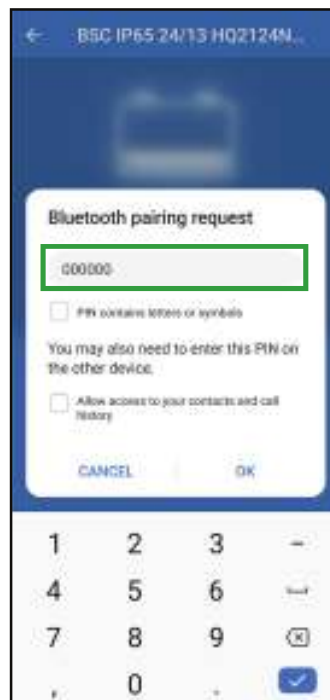 BSC IP65 24/13 HQ2124N...
Bluetooth pairing request
000000
PIN contains letters or symbols
You may also need to enter this PIN on
the other device.
Allow access to your contacts and call
history
CANCEL OK
1 2 3 -
4 5 6
7 8 9
, 0 .